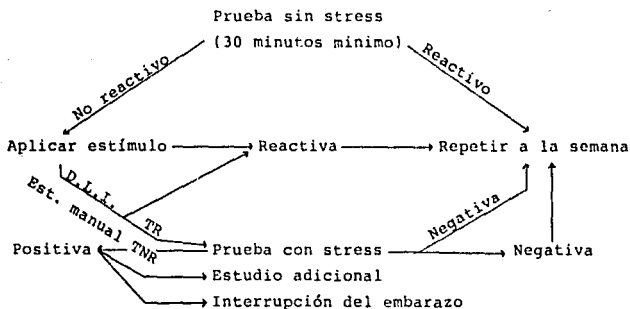 Prueba sin stress
(30 minutos minimo)
No reactivo
Reactivo
Aplicar estímulo
Reactiva
Repetir a la semana
D.L.I.
TR
Est. manual TNR
Negativa
Positiva
Prueba con stress
Negativa
Estudio adicional
Interrupción del embarazo